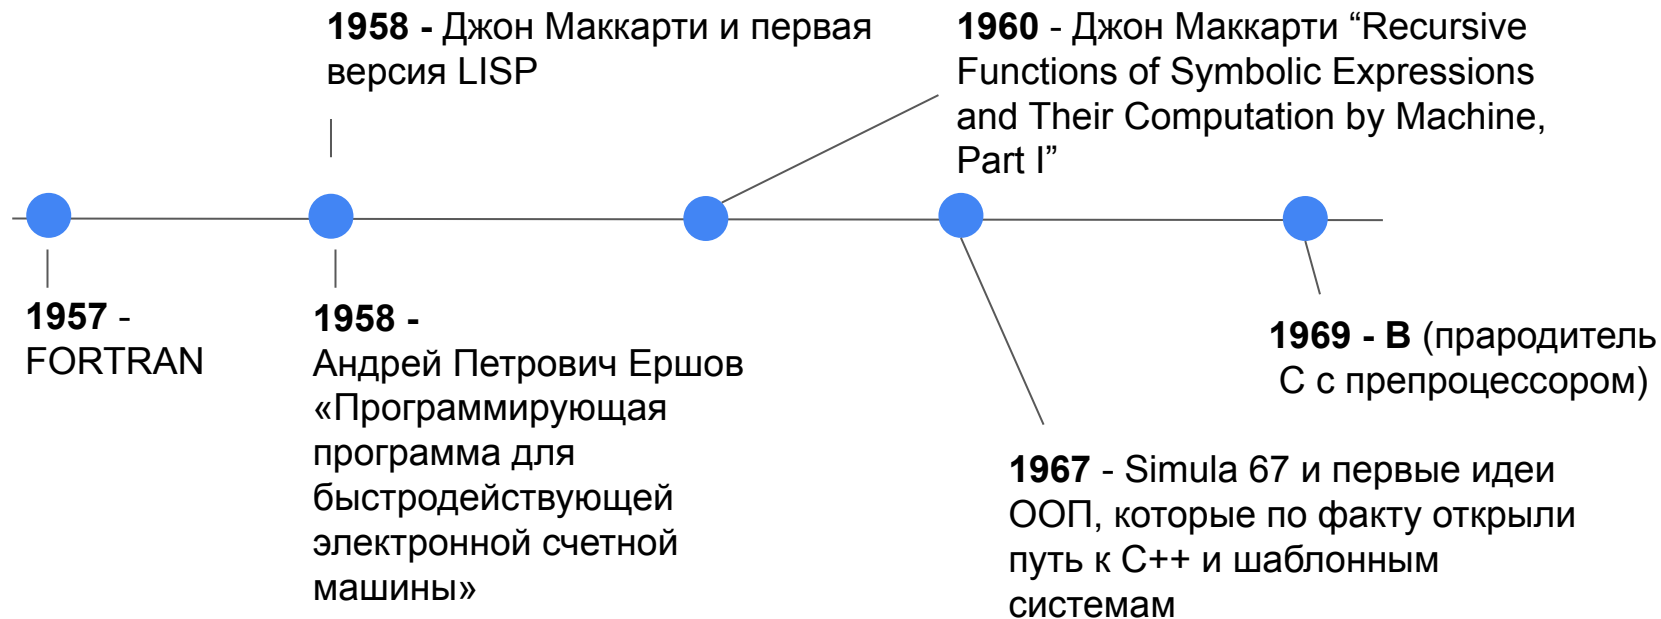 1958 - Джон Маккарти и первая
версия LISP
1960 - Джон Маккарти “Recursive
Functions of Symbolic Expressions
and Their Computation by Machine,
Part I”
1957 -
FORTRAN
1958 -
Андрей Петрович Ершов
«Программирующая
программа для
быстродействующей
электронной счетной
машины»
1967 - Simula 67 и первые идеи
ООП, которые по факту открыли
путь к C++ и шаблонным
системам
1969 - B (прародитель
C с препроцессором)